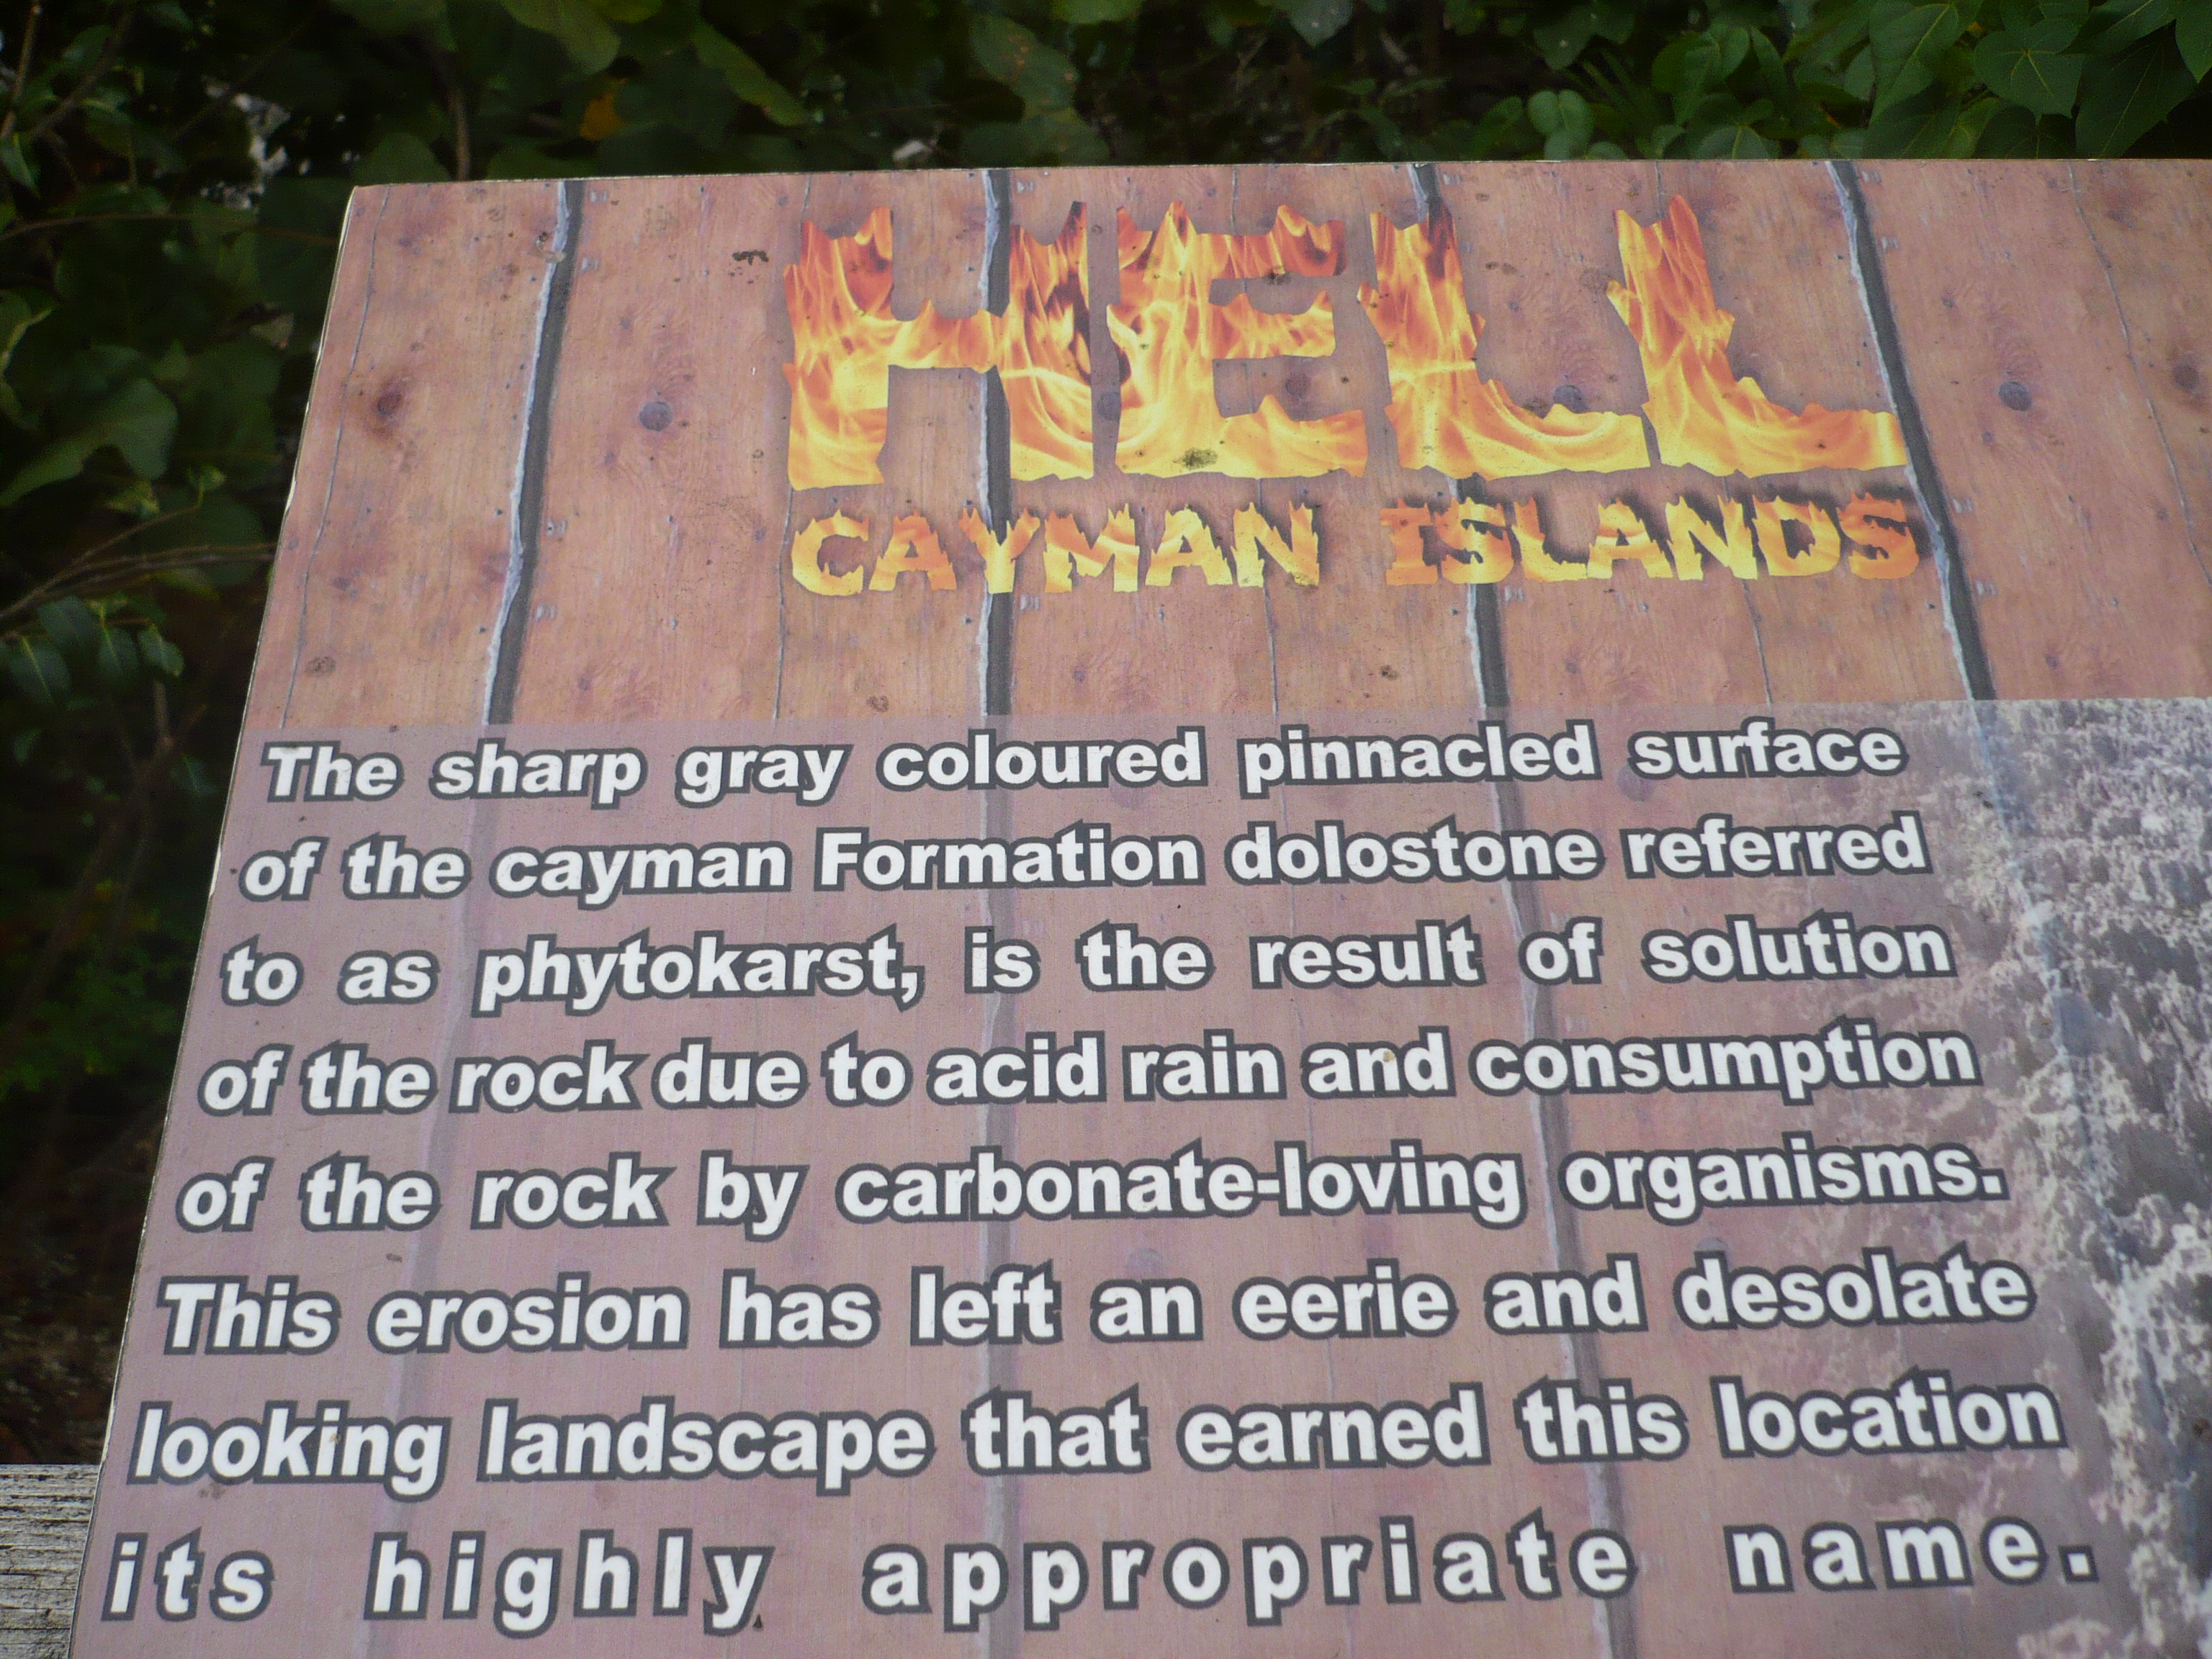 HELL
CAYMAN ISLANDS
The sharp gray coloured pinnacled surface
of the cayman Formation dolostone referred
to as phytokarst, is the result of solution
of the rock due to acid rain and consumption
of the rock by carbonate-loving organisms.
This erosion has left an eerie and desolate
looking landscape that earned this location
its highly appropriate name.